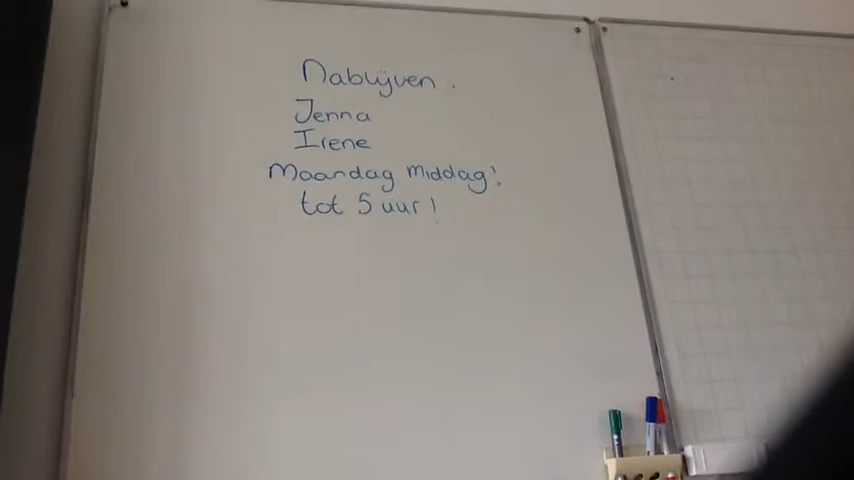 Nablijven.
Jenna
Irene
Maandag middag!
tot 5 uur!